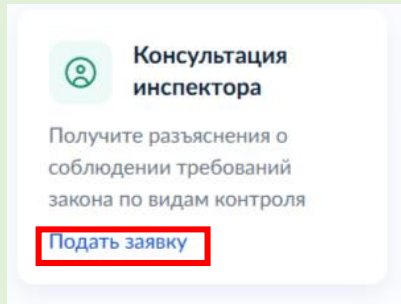 Консультация
инспектора
Получите разъяснения о
соблюдении требований
закона по видам контроля
Подать заявку